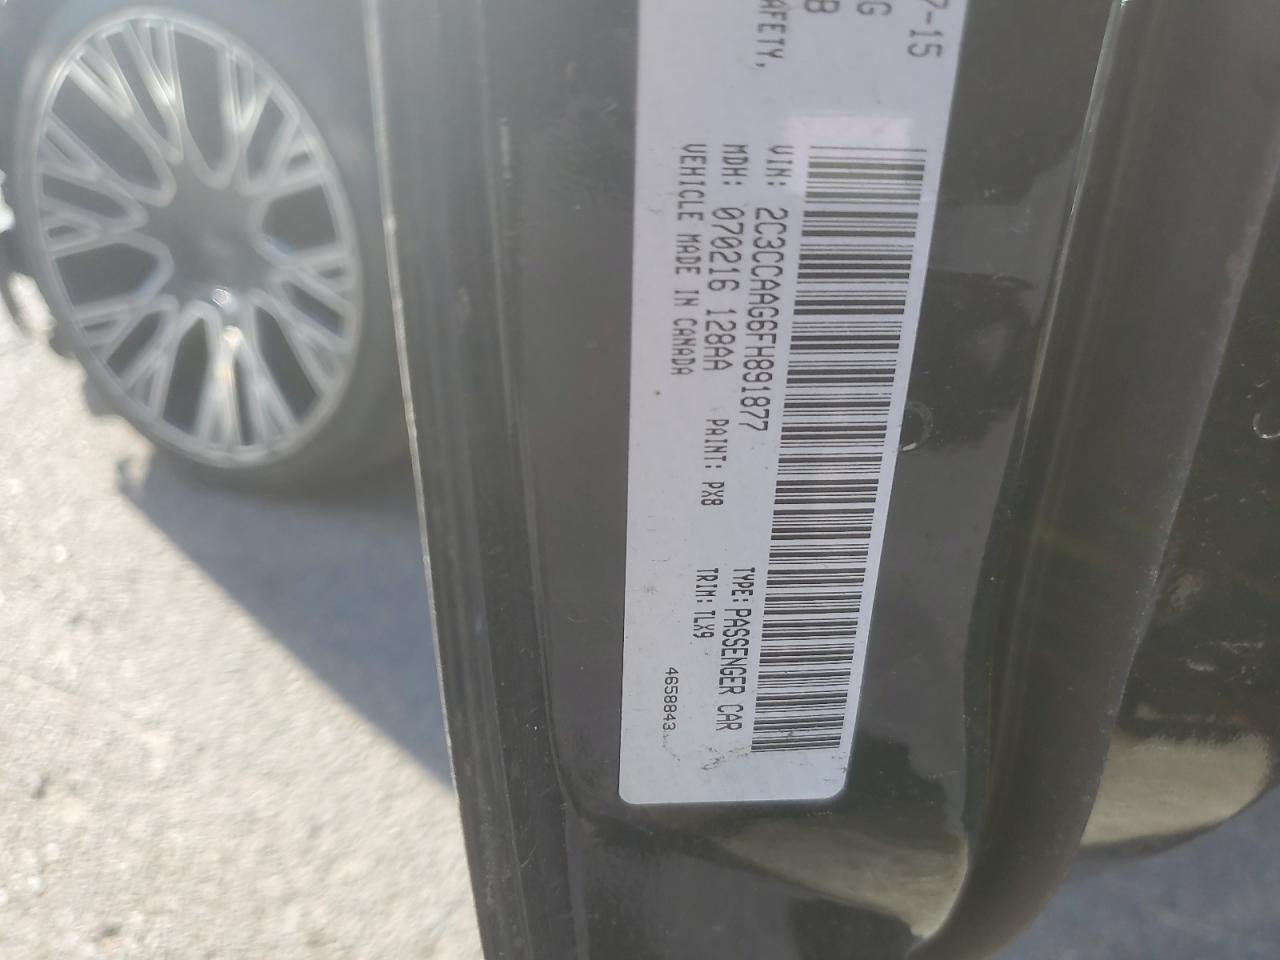 7-15
G
B
AFETY,
VIN: 2C3CCAAG6FH891877
TYPE: PASSENGER CAR
MDH: 070216 128AA PAINT: PX8 TRIM: TLX9
VEHICLE MADE IN CANADA
4658843